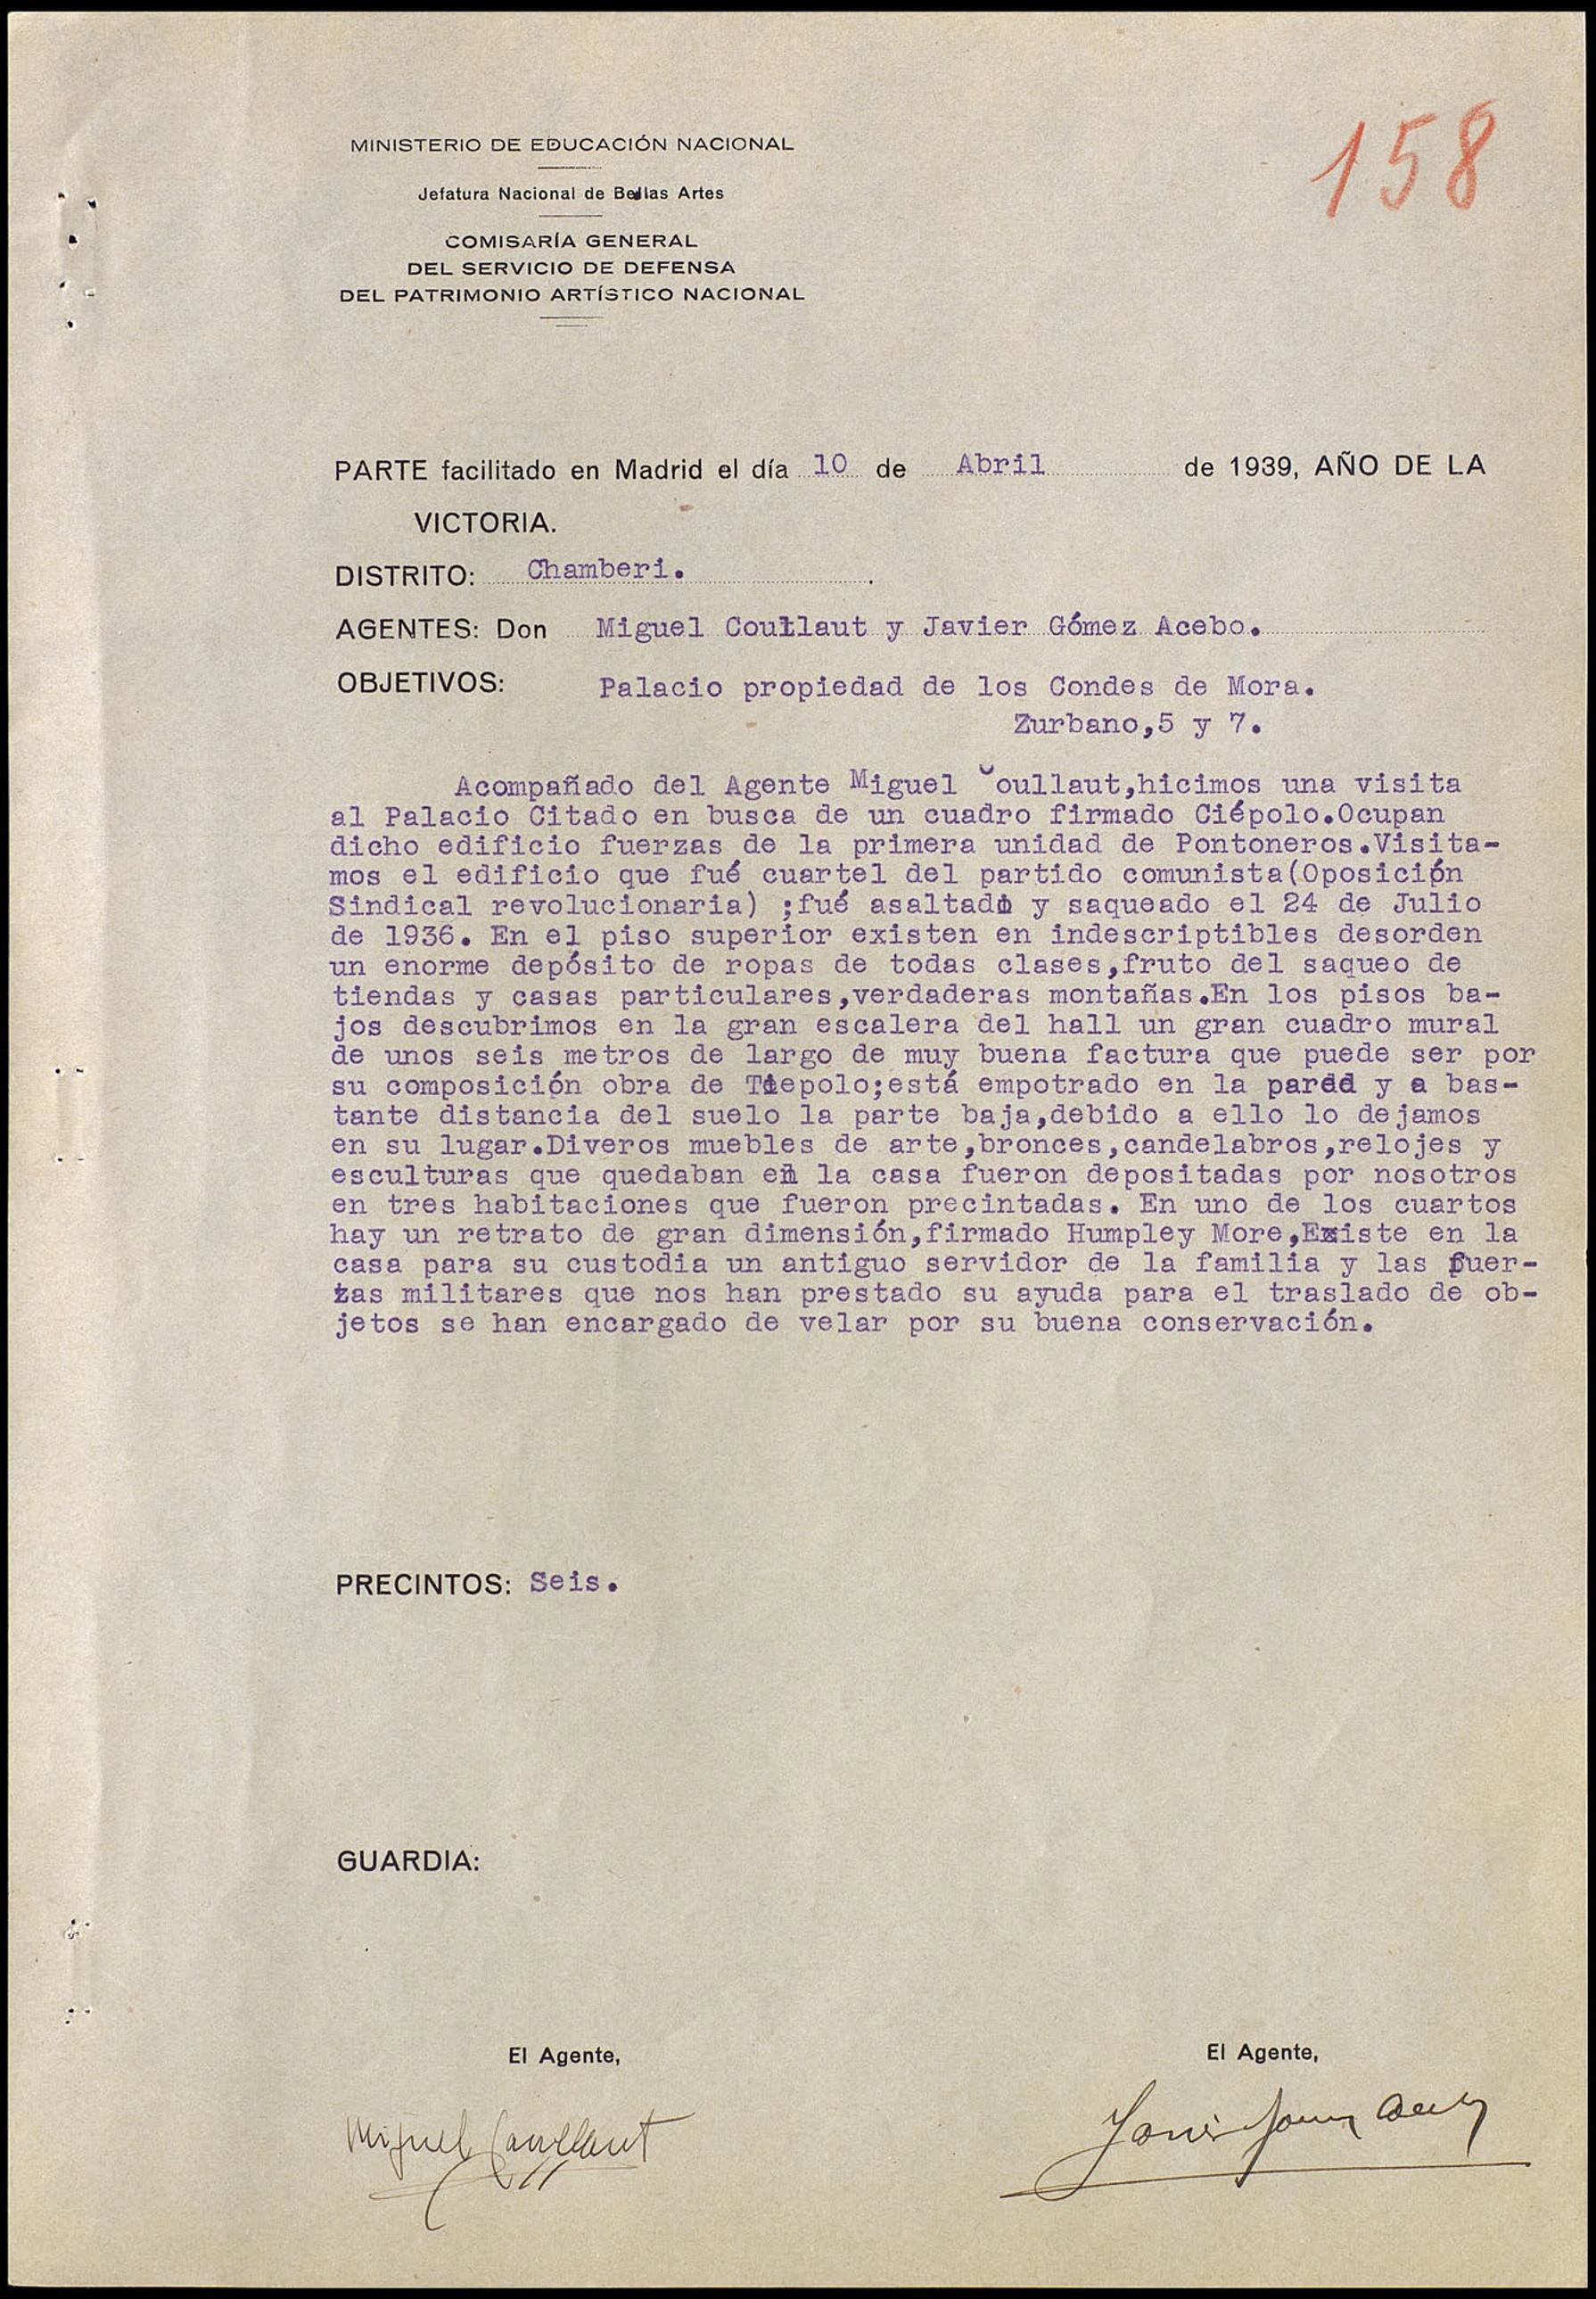 158
MINISTERIO DE EDUCACIÓN NACIONAL
Jefatura Nacional de Bellas Artes
COMISARÍA GENERAL
DEL SERVICIO DE DEFENSA
DEL PATRIMONIO ARTÍSTICO NACIONAL
PARTE facilitado en Madrid el día 10 de Abril de 1939, AÑO DE LA
VICTORIA.
DISTRITO: Chamberi.
AGENTES: Don Miguel Coullaut y Javier Gómez Acebo.
OBJETIVOS: Palacio propiedad de los Condes de Mora.
Zurbano,5 y 7.
Acompañado del Agente Miguel Coullaut,hicimos una visita
al Palacio Citado en busca de un cuadro firmado Ciépolo.Ocupan
dicho edificio fuerzas de la primera unidad de Pontoneros.Visita-
mos el edificio que fué cuartel del partido comunista(Oposición
Sindical revolucionaria) ;fué asaltado y saqueado el 24 de Julio
de 1936. En el piso superior existen en indescriptibles desorden
un enorme depósito de ropas de todas clases,fruto del saqueo de
tiendas y casas particulares,verdaderas montañas.En los pisos ba-
jos descubrimos en la gran escalera del hall un gran cuadro mural
de unos seis metros de largo de muy buena factura que puede ser por
su composición obra de Tiepolo;está empotrado en la pared y a bas-
tante distancia del suelo la parte baja,debido a ello lo dejamos
en su lugar.Diveros muebles de arte,bronces,candelabros,relojes y
esculturas que quedaban en la casa fueron depositadas por nosotros
en tres habitaciones que fueron precintadas. En uno de los cuartos
hay un retrato de gran dimensión,firmado Humpley More,Existe en la
casa para su custodia un antiguo servidor de la familia y las fuer-
zas militares que nos han prestado su ayuda para el traslado de ob-
jetos se han encargado de velar por su buena conservación.
PRECINTOS: Seis.
GUARDIA:
El Agente, El Agente,
Miguel Coullaut Javier Gomez Acebo